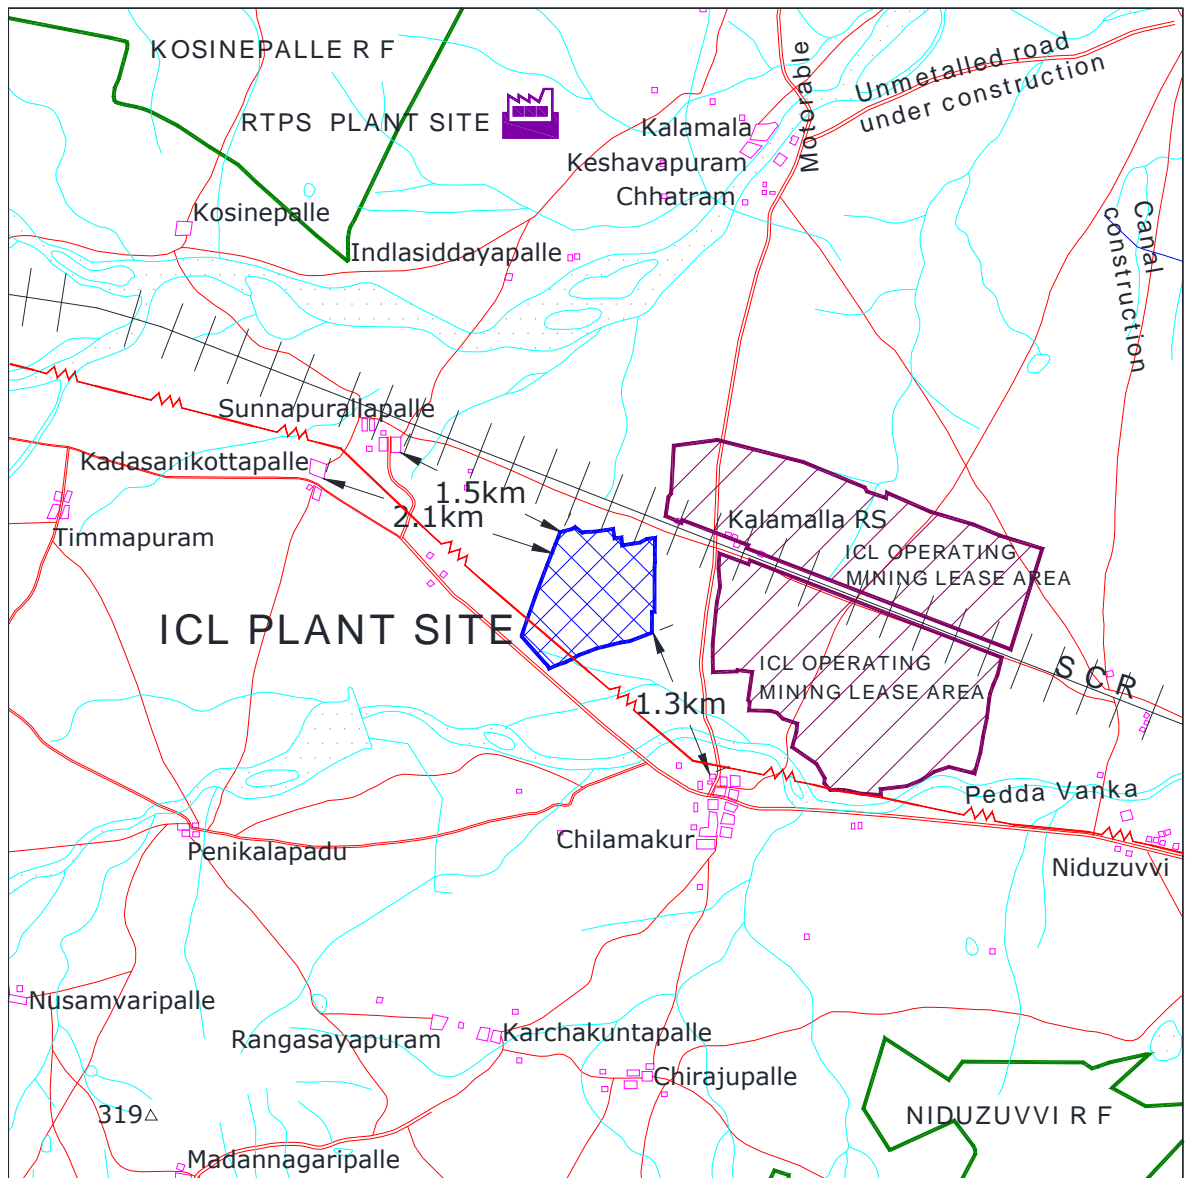 KOSINEPALLE R F
RTPS PLANT SITE
Motorable
Unmetalled road
under construction
Kalamala
Keshavapuram
Chhatram
Kosinepalle
Indlasiddayapalle
Canal
construction
Sunnapurallapalle
Kadasanikottapalle
1.5km
2.1km
Timmapuram
Kalamalla RS
ICL OPERATING
MINING LEASE AREA
ICL PLANT SITE
ICL OPERATING
MINING LEASE AREA
SCR
1.3km
Pedda Vanka
Chilamakur
Penikalapadu
Niduzuvvi
Nusamvaripalle
Rangasayapuram
Karchakuntapalle
Chirajupalle
319
NIDUZUVVI R F
Madannagaripalle